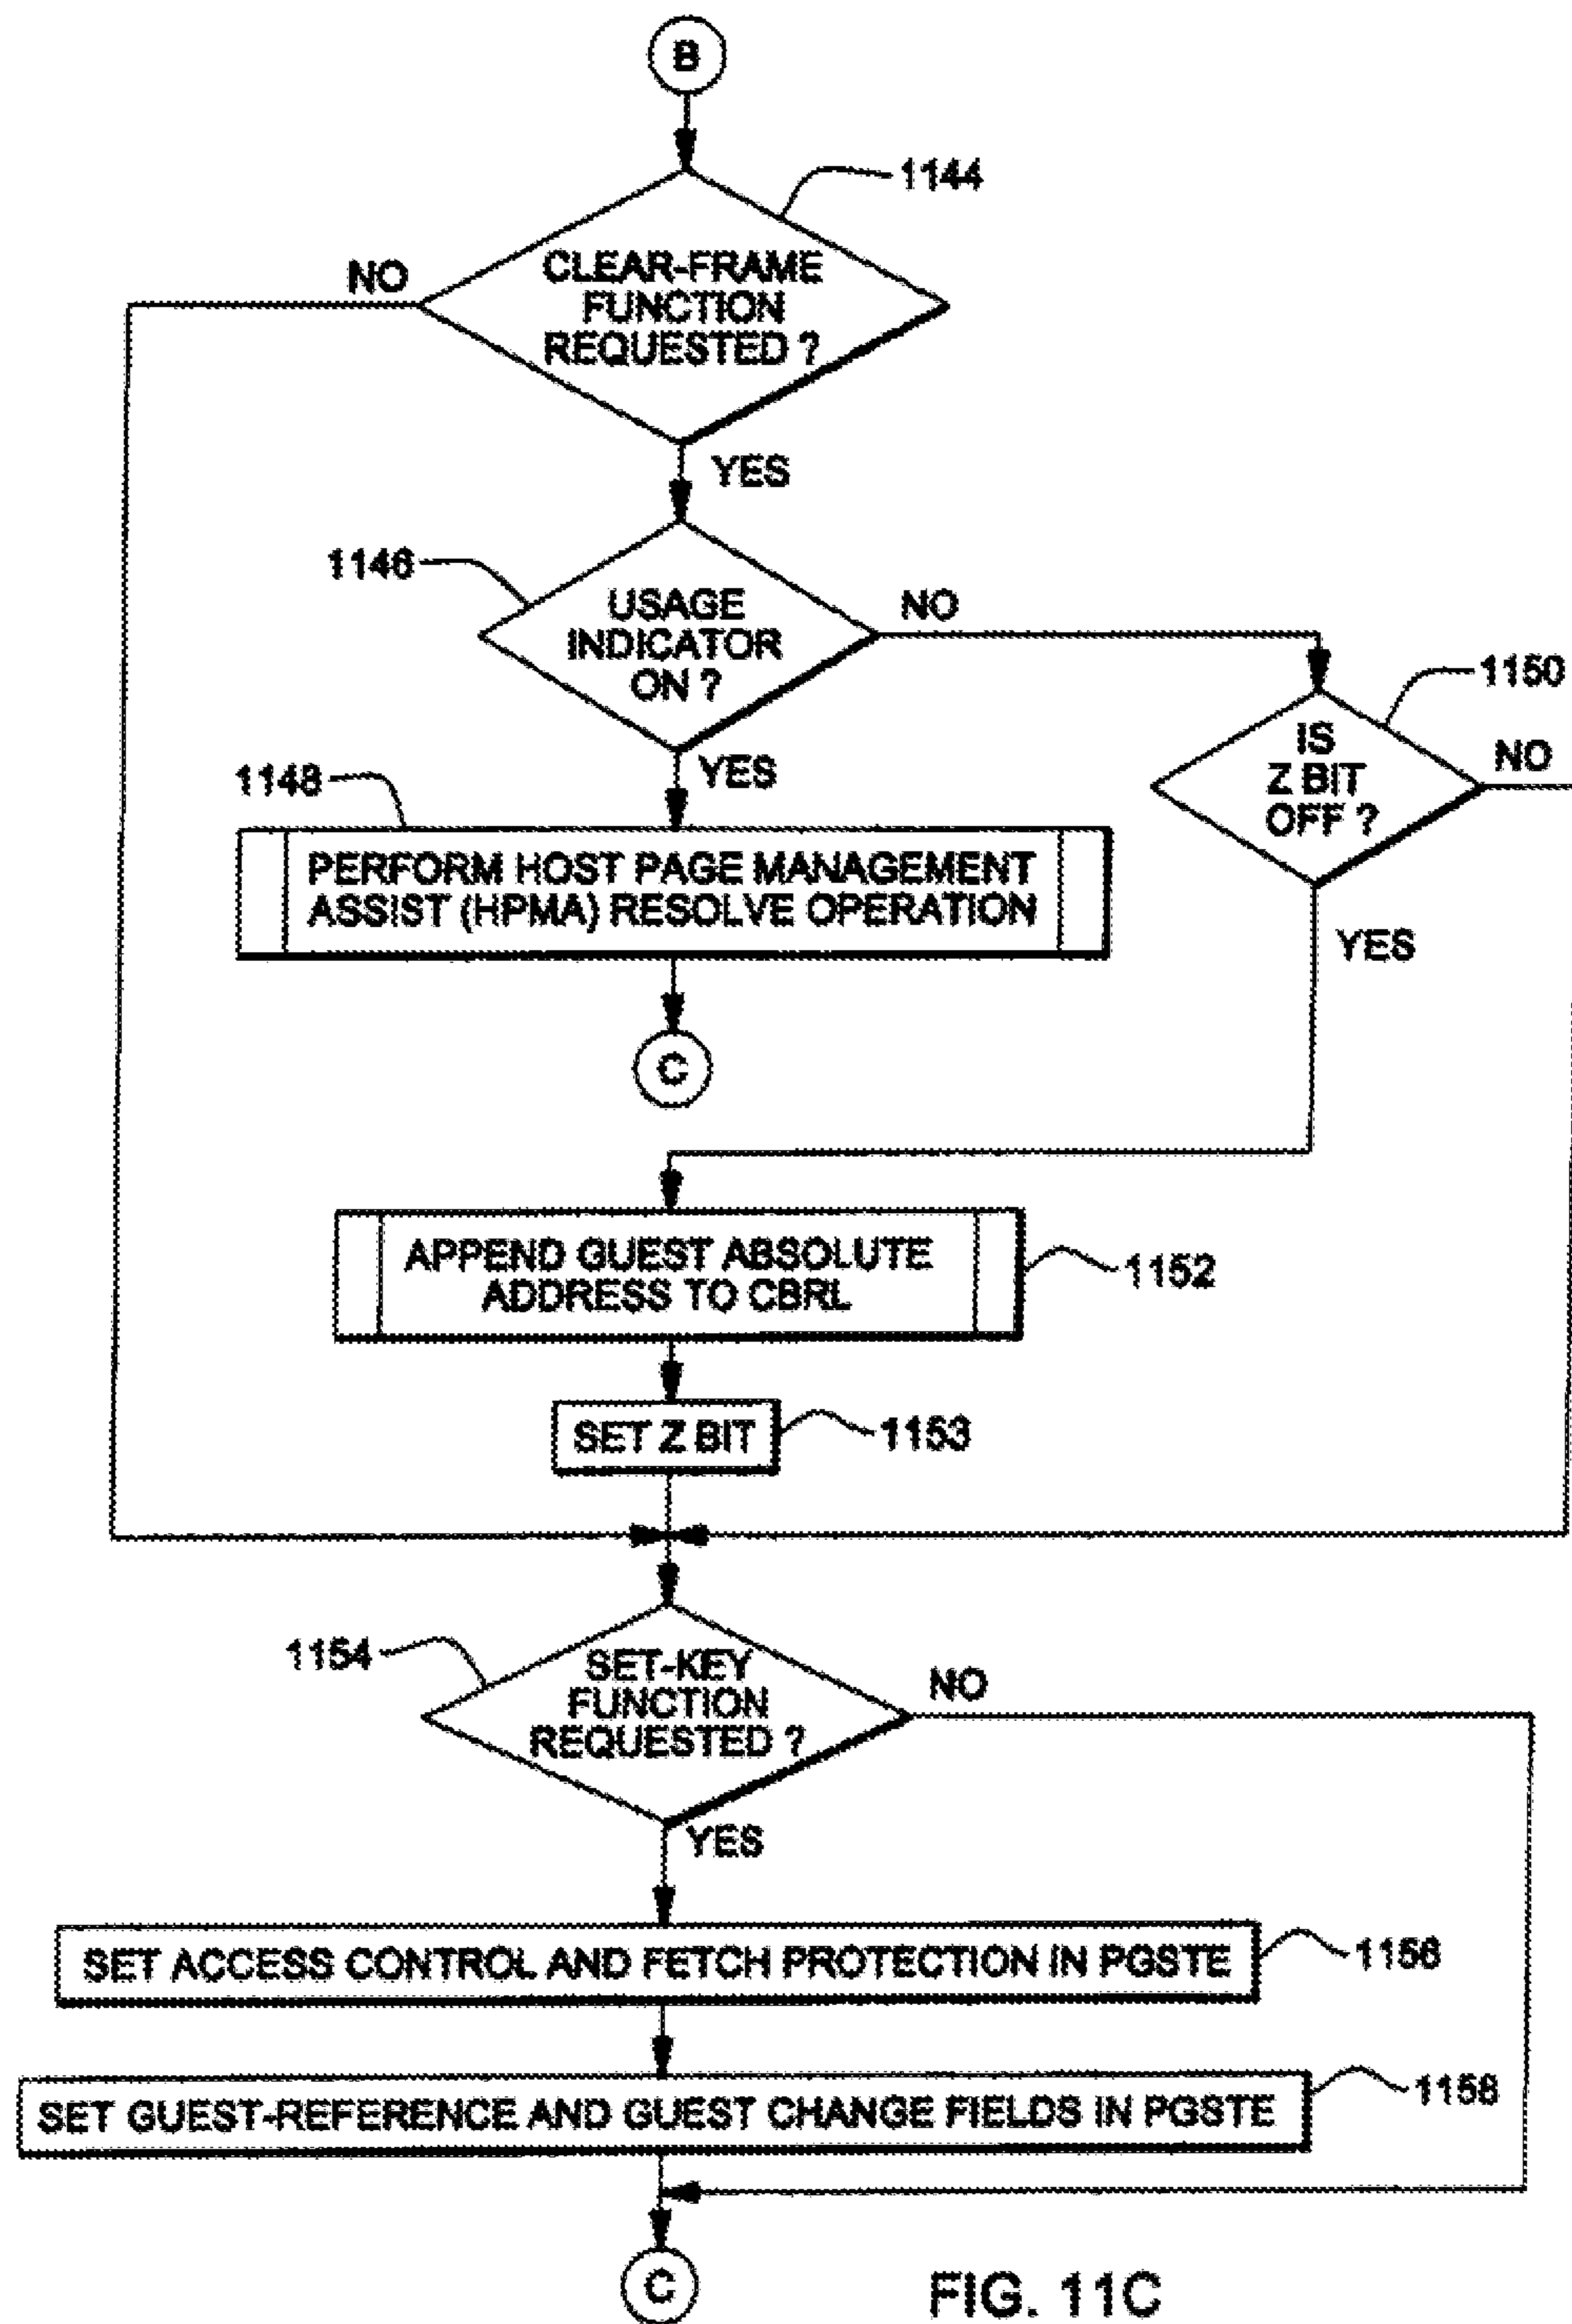 B
1144
CLEAR-FRAME
FUNCTION
REQUESTED ?
NO
YES
1146
USAGE
INDICATOR
ON ?
NO
YES
1150
IS
Z BIT
OFF ?
NO
YES
1148
PERFORM HOST PAGE MANAGEMENT
ASSIST (HPMA) RESOLVE OPERATION
C
APPEND GUEST ABSOLUTE
ADDRESS TO CBRL
1152
SET Z BIT
1153
1154
SET-KEY
FUNCTION
REQUESTED ?
NO
YES
SET ACCESS CONTROL AND FETCH PROTECTION IN PGSTE
1156
SET GUEST-REFERENCE AND GUEST CHANGE FIELDS IN PGSTE
1158
C
FIG. 11C